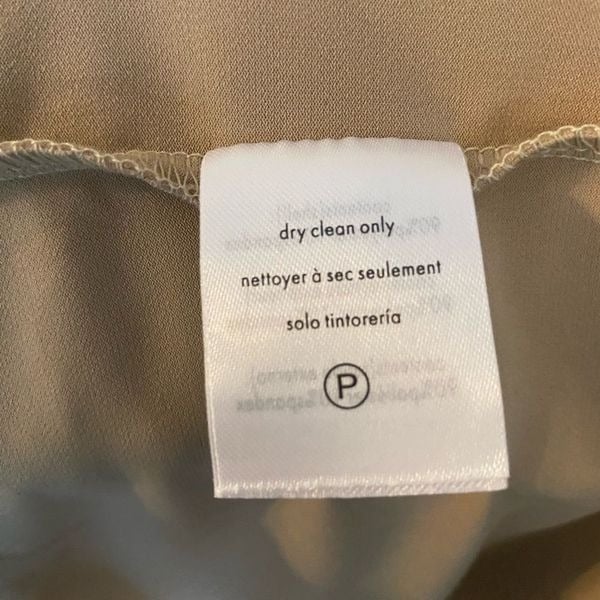 dry clean only
nettoyer à sec seulement
solo tintorería
P